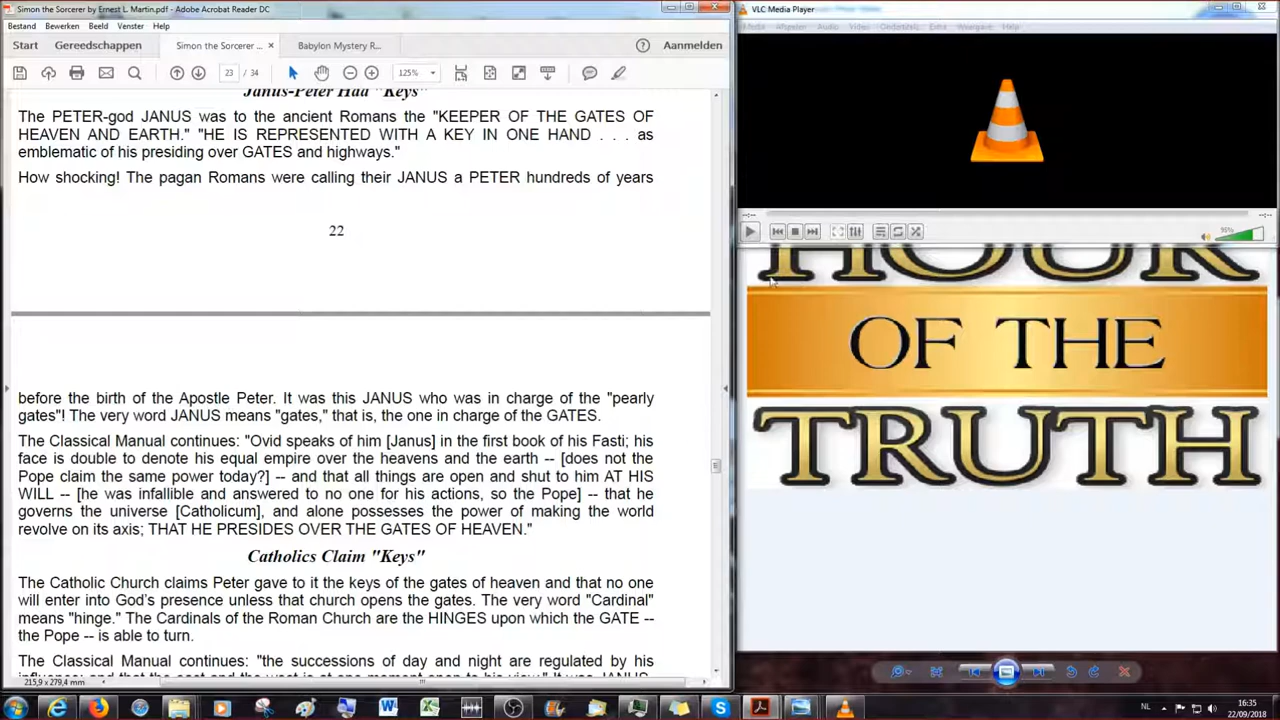 Simon the Sorcerer by Ernest L. Martin.pdf - Adobe Acrobat Reader DC
Bestand Bewerken Beeld Venster Help
Start Gereedschappen Simon the Sorcerer ... × Babylon Mystery R... Aanmelden
23 / 34 125%
Janus-Peter Had "Keys"
The PETER-god JANUS was to the ancient Romans the "KEEPER OF THE GATES OF
HEAVEN AND EARTH." "HE IS REPRESENTED WITH A KEY IN ONE HAND . . . as
emblematic of his presiding over GATES and highways."
How shocking! The pagan Romans were calling their JANUS a PETER hundreds of years
22
before the birth of the Apostle Peter. It was this JANUS who was in charge of the "pearly
gates"! The very word JANUS means "gates," that is, the one in charge of the GATES.
The Classical Manual continues: "Ovid speaks of him [Janus] in the first book of his Fasti; his
face is double to denote his equal empire over the heavens and the earth -- [does not the
Pope claim the same power today?] -- and that all things are open and shut to him AT HIS
WILL -- [he was infallible and answered to no one for his actions, so the Pope] -- that he
governs the universe [Catholicum], and alone possesses the power of making the world
revolve on its axis; THAT HE PRESIDES OVER THE GATES OF HEAVEN."
Catholics Claim "Keys"
The Catholic Church claims Peter gave to it the keys of the gates of heaven and that no one
will enter into God's presence unless that church opens the gates. The very word "Cardinal"
means "hinge." The Cardinals of the Roman Church are the HINGES upon which the GATE --
the Pope -- is able to turn.
The Classical Manual continues: "the successions of day and night are regulated by his
215,9 x 279,4 mm
VLC Media Player
Media Afspelen Audio Video Ondertiteling Extra Weergave Help
--:-- --:--
HOUR
OF THE
TRUTH
NL 16:35
22/09/2018